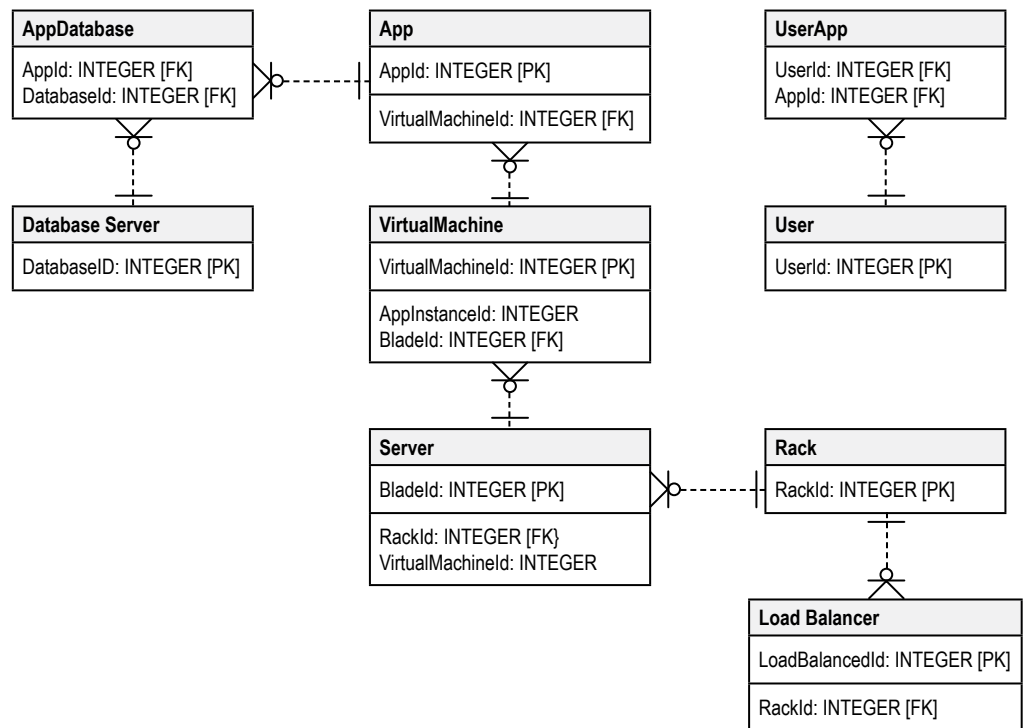 AppDatabase
AppId: INTEGER [FK]
DatabaseId: INTEGER [FK]
App
AppId: INTEGER [PK]
VirtualMachineId: INTEGER [FK]
UserApp
UserId: INTEGER [FK]
AppId: INTEGER [FK]
Database Server
DatabaseID: INTEGER [PK]
VirtualMachine
VirtualMachineId: INTEGER [PK]
AppInstanceId: INTEGER
BladeId: INTEGER [FK]
User
UserId: INTEGER [PK]
Server
BladeId: INTEGER [PK]
RackId: INTEGER [FK}
VirtualMachineId: INTEGER
Rack
RackId: INTEGER [PK]
Load Balancer
LoadBalancedId: INTEGER [PK]
RackId: INTEGER [FK]